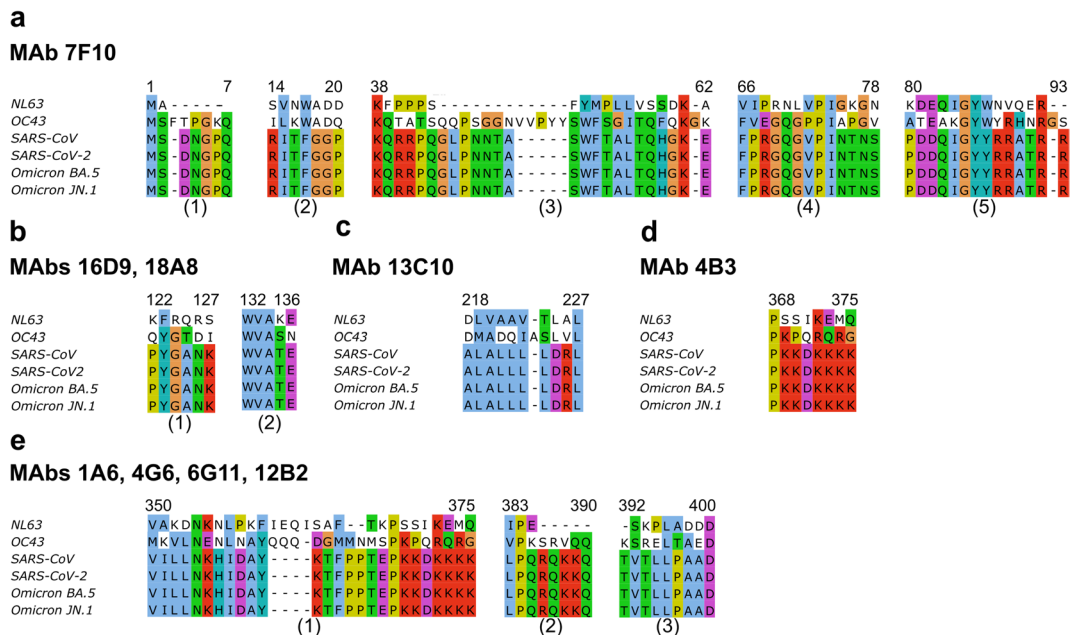 a
MAb 7F10
1 7 14 20 38 62 66 78 80 93
NL63 MA----- SVNWADD KFPPPS------------FYMPLLVSSDK-A VIPRNLVPIGKGN KDEQIGYWNVQER-
OC43 MSFTPGKQ ILKWADQ KQTATSQQPSGGNVVPYYSWFSGITQFQKGK FVEGQGPPIAPGV ATEAKGYWYRHNRGS
SARS-CoV MS-DNGPQ RITFGGP KQRRPQGLPNNTA-----SWFTALTQHGK-E FPRGQGVPINTNS PDDQIGYYRRATR-R
SARS-CoV-2 MS-DNGPQ RITFGGP KQRRPQGLPNNTA-----SWFTALTQHGK-E FPRGQGVPINTNS PDDQIGYYRRATR-R
Omicron BA.5 MS-DNGPQ RITFGGP KQRRPQGLPNNTA-----SWFTALTQHGK-E FPRGQGVPINTNS PDDQIGYYRRATR-R
Omicron JN.1 MS-DNGPQ RITFGGP KQRRPQGLPNNTA-----SWFTALTQHGK-E FPRGQGVPINTNS PDDQIGYYRRATR-R
(1) (2) (3) (4) (5)
b
MAbs 16D9, 18A8
122 127 132 136
NL63 KFRQRS WVAKE
OC43 QYGTDI WVASN
SARS-CoV PYGANK WVATE
SARS-CoV2 PYGANK WVATE
Omicron BA.5 PYGANK WVATE
Omicron JN.1 PYGANK WVATE
(1) (2)
c
MAb 13C10
218 227
NL63 DLVAAV-TLAL
OC43 DMADQIASLVL
SARS-CoV ALALLL-LDRL
SARS-CoV-2 ALALLL-LDRL
Omicron BA.5 ALALLL-LDRL
Omicron JN.1 ALALLL-LDRL
d
MAb 4B3
368 375
NL63 PSSIKEMQ
OC43 PKPQRQRG
SARS-CoV PKKDKKKK
SARS-CoV-2 PKKDKKKK
Omicron BA.5 PKKDKKKK
Omicron JN.1 PKKDKKKK
e
MAbs 1A6, 4G6, 6G11, 12B2
350 375 383 390 392 400
NL63 VAKDNKNLPKFIEQISAF--TKPSSIKEMQ IPE----- -SKPLADDD
OC43 MKVLNENLNAYQQQ-DGMMNMSPKPQRQRG VPKSRVQQ KSRELTAED
SARS-CoV VILLNKHIDAY----KTFPPTEPKKDKKKK LPQRQKKQ TVTLLPAAD
SARS-CoV-2 VILLNKHIDAY----KTFPPTEPKKDKKKK LPQRQKKQ TVTLLPAAD
Omicron BA.5 VILLNKHIDAY----KTFPPTEPKKDKKKK LPQRQKKQ TVTLLPAAD
Omicron JN.1 VILLNKHIDAY----KTFPPTEPKKDKKKK LPQRQKKQ TVTLLPAAD
(1) (2) (3)